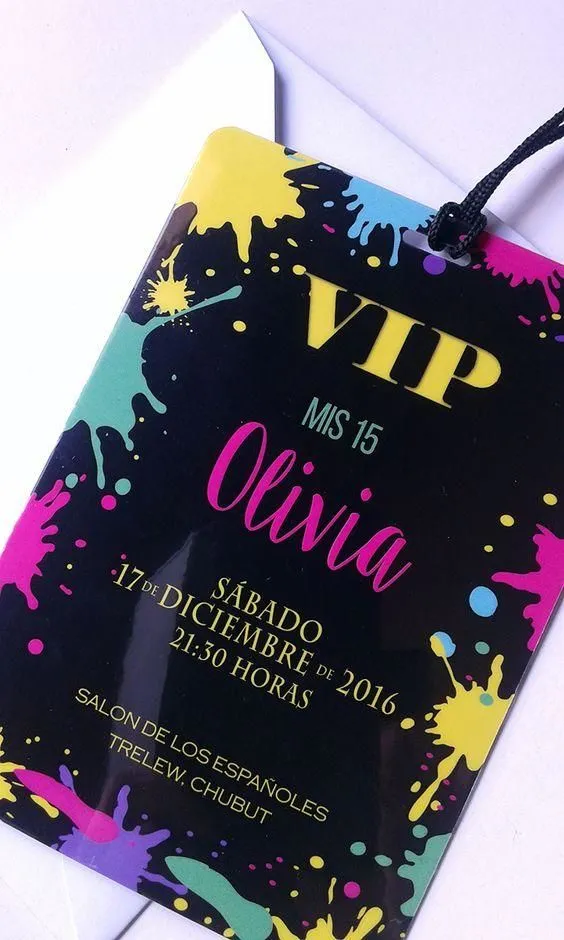 VIP
MIS 15
Olivia
SÁBADO
17 DE DICIEMBRE DE 2016
21:30 HORAS
SALON DE LOS ESPAÑOLES
TRELEW, CHUBUT